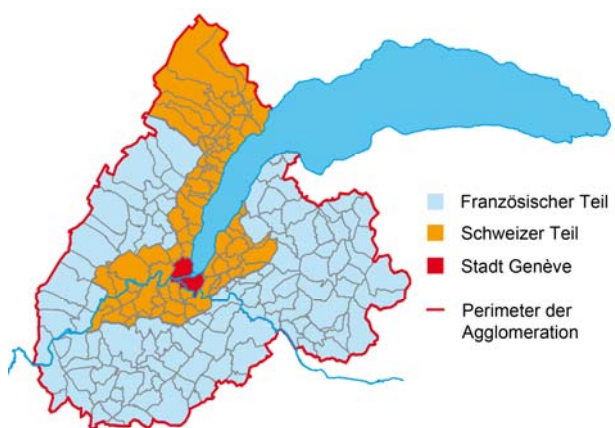 Französischer Teil
Schweizer Teil
Stadt Genève
Perimeter der
Agglomeration